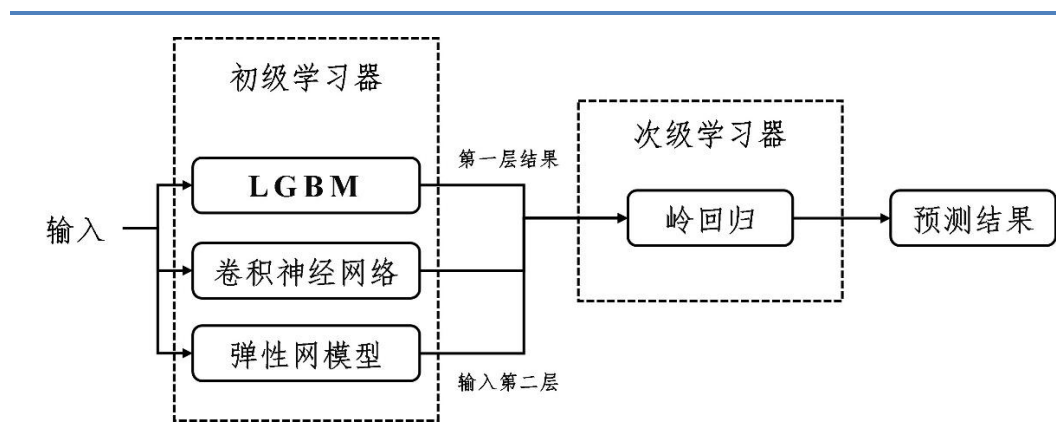 初级学习器
次级学习器
第一层结果
LGBM
输入
岭回归
预测结果
卷积神经网络
弹性网模型
输入第二层